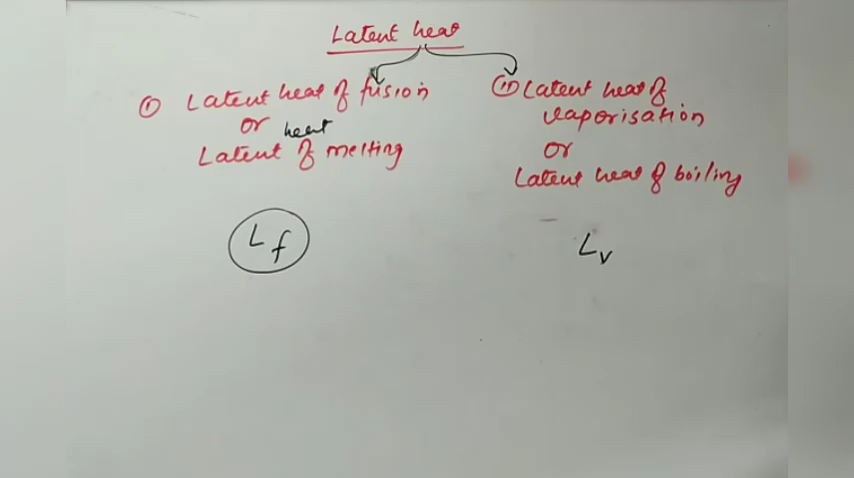 Latent heat
(i) Latent heat of fusion
or
Latent heat of melting
Lf
(ii) Latent heat of
vaporisation
or
Latent heat of boiling
Lv